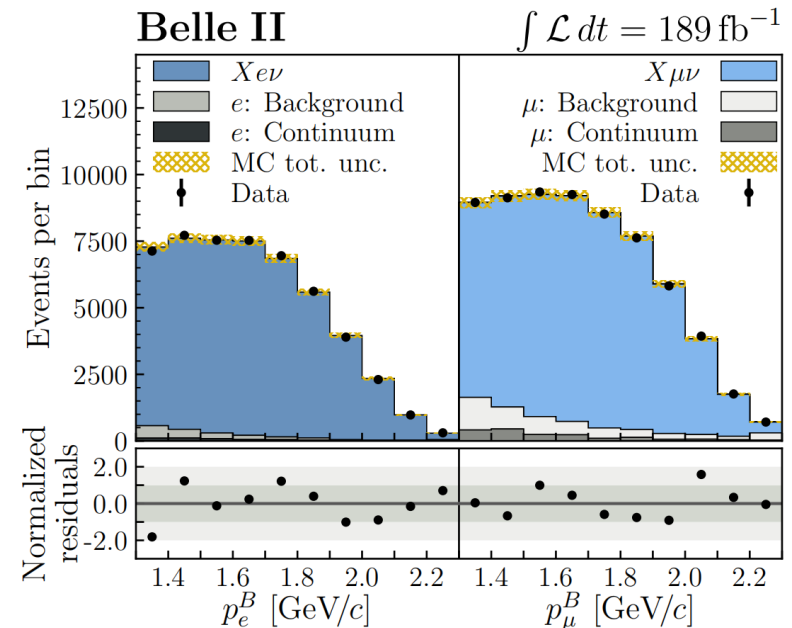 Belle II ∫ ℒ dt = 189 fb⁻¹
Xeν
e: Background
e: Continuum
MC tot. unc.
Data
Xμν
μ: Background
μ: Continuum
MC tot. unc.
Data
Events per bin
12500
10000
7500
5000
2500
0
Normalized
residuals
2.0
0.0
-2.0
1.4 1.6 1.8 2.0 2.2 1.4 1.6 1.8 2.0 2.2
p_e^B [GeV/c] p_μ^B [GeV/c]